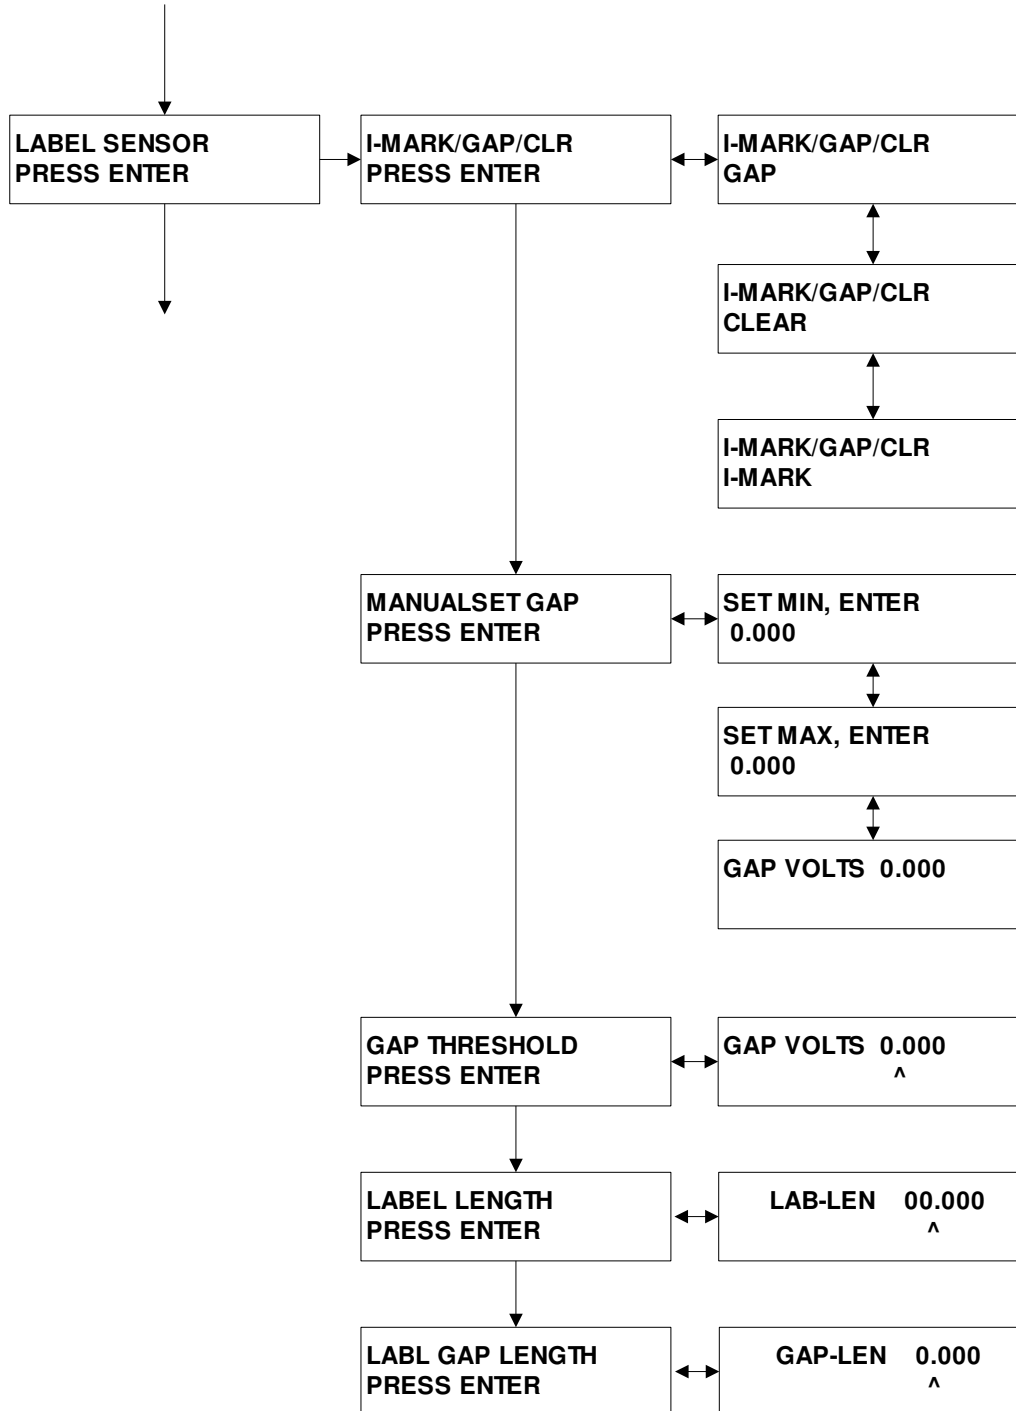 LABEL SENSOR
PRESS ENTER
I-MARK/GAP/CLR
PRESS ENTER
I-MARK/GAP/CLR
GAP
I-MARK/GAP/CLR
CLEAR
I-MARK/GAP/CLR
I-MARK
MANUALSET GAP
PRESS ENTER
SET MIN, ENTER
0.000
SET MAX, ENTER
0.000
GAP VOLTS 0.000
GAP THRESHOLD
PRESS ENTER
GAP VOLTS 0.000
^
LABEL LENGTH
PRESS ENTER
LAB-LEN 00.000
^
LABL GAP LENGTH
PRESS ENTER
GAP-LEN 0.000
^